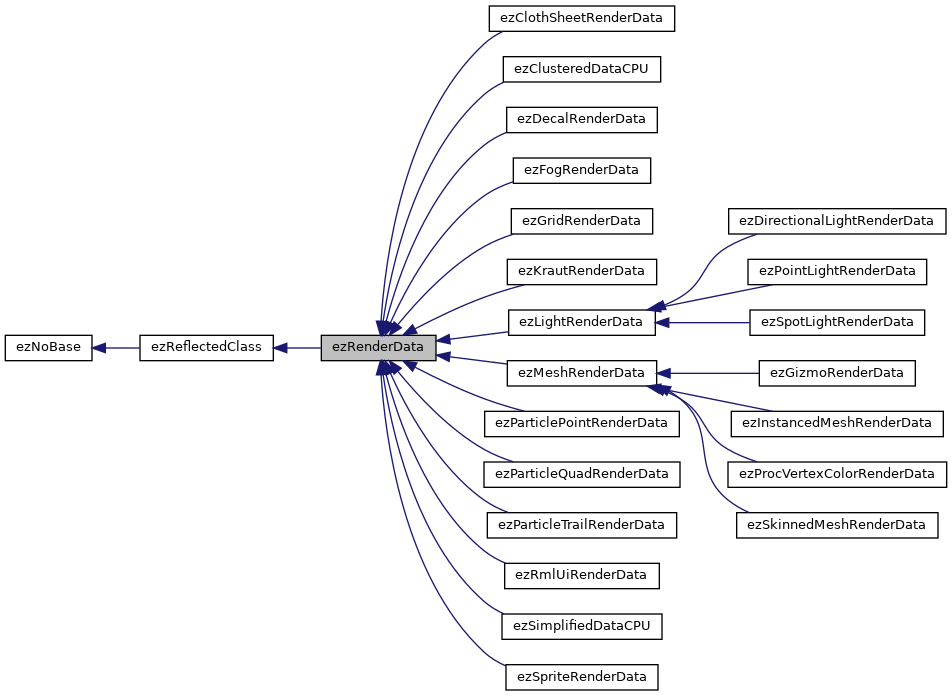 ezClothSheetRenderData
ezClusteredDataCPU
ezDecalRenderData
ezFogRenderData
ezGridRenderData
ezDirectionalLightRenderData
ezKrautRenderData
ezPointLightRenderData
ezLightRenderData
ezSpotLightRenderData
ezNoBase
ezReflectedClass
ezRenderData
ezMeshRenderData
ezGizmoRenderData
ezParticlePointRenderData
ezInstancedMeshRenderData
ezParticleQuadRenderData
ezProcVertexColorRenderData
ezParticleTrailRenderData
ezSkinnedMeshRenderData
ezRmlUiRenderData
ezSimplifiedDataCPU
ezSpriteRenderData